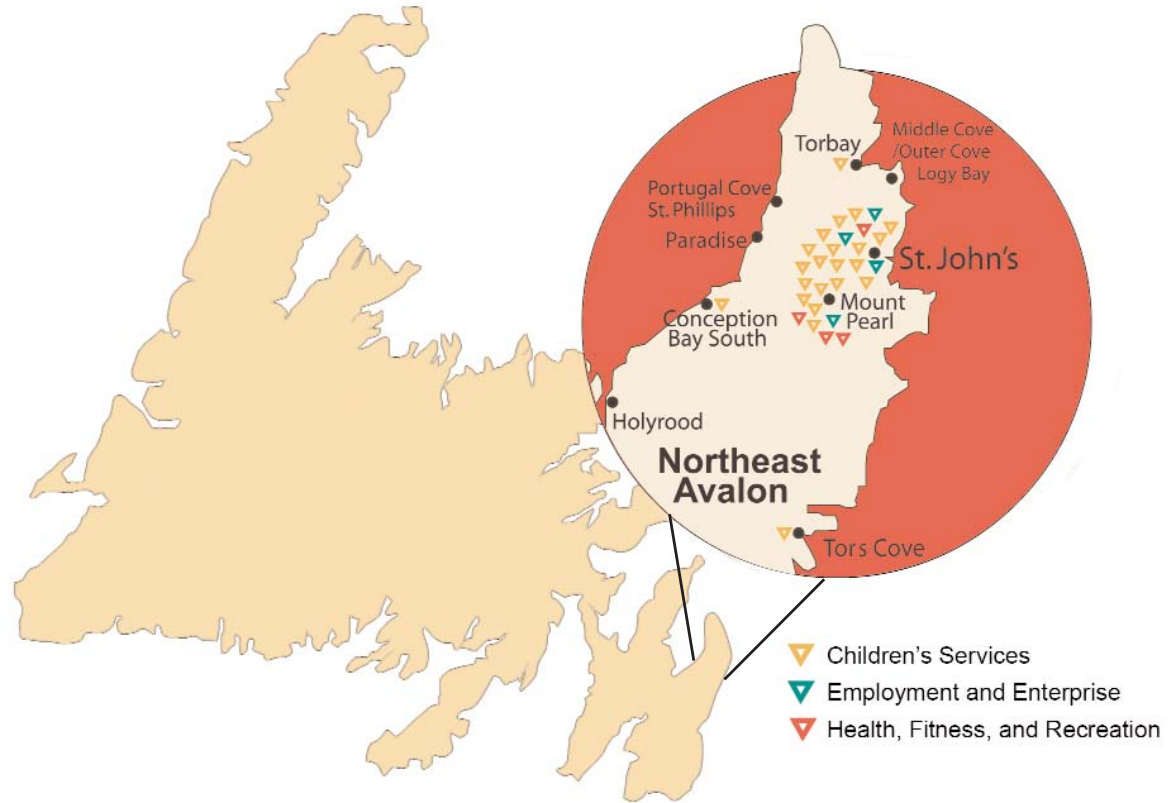 Torbay
Middle Cove
/Outer Cove
Logy Bay
Portugal Cove
St. Phillips
Paradise
St. John's
Mount
Pearl
Conception
Bay South
Holyrood
Northeast
Avalon
Tors Cove
Children’s Services
Employment and Enterprise
Health, Fitness, and Recreation